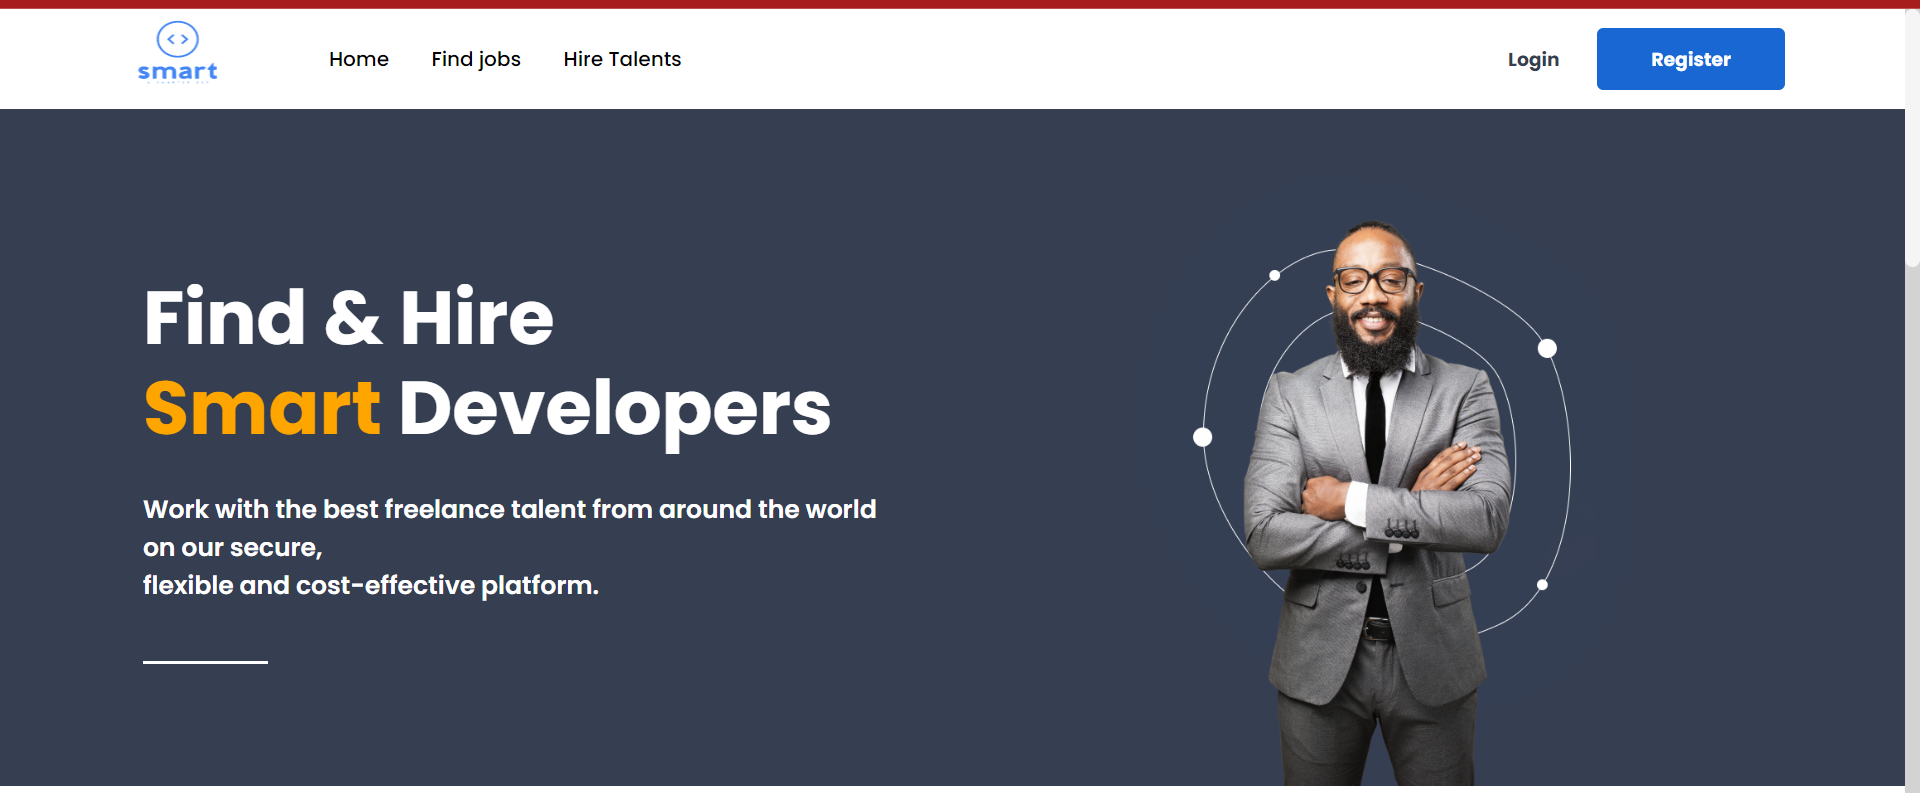 smart
Home
Find jobs
Hire Talents
Login
Register
Find & Hire
Smart Developers
Work with the best freelance talent from around the world
on our secure,
flexible and cost-effective platform.